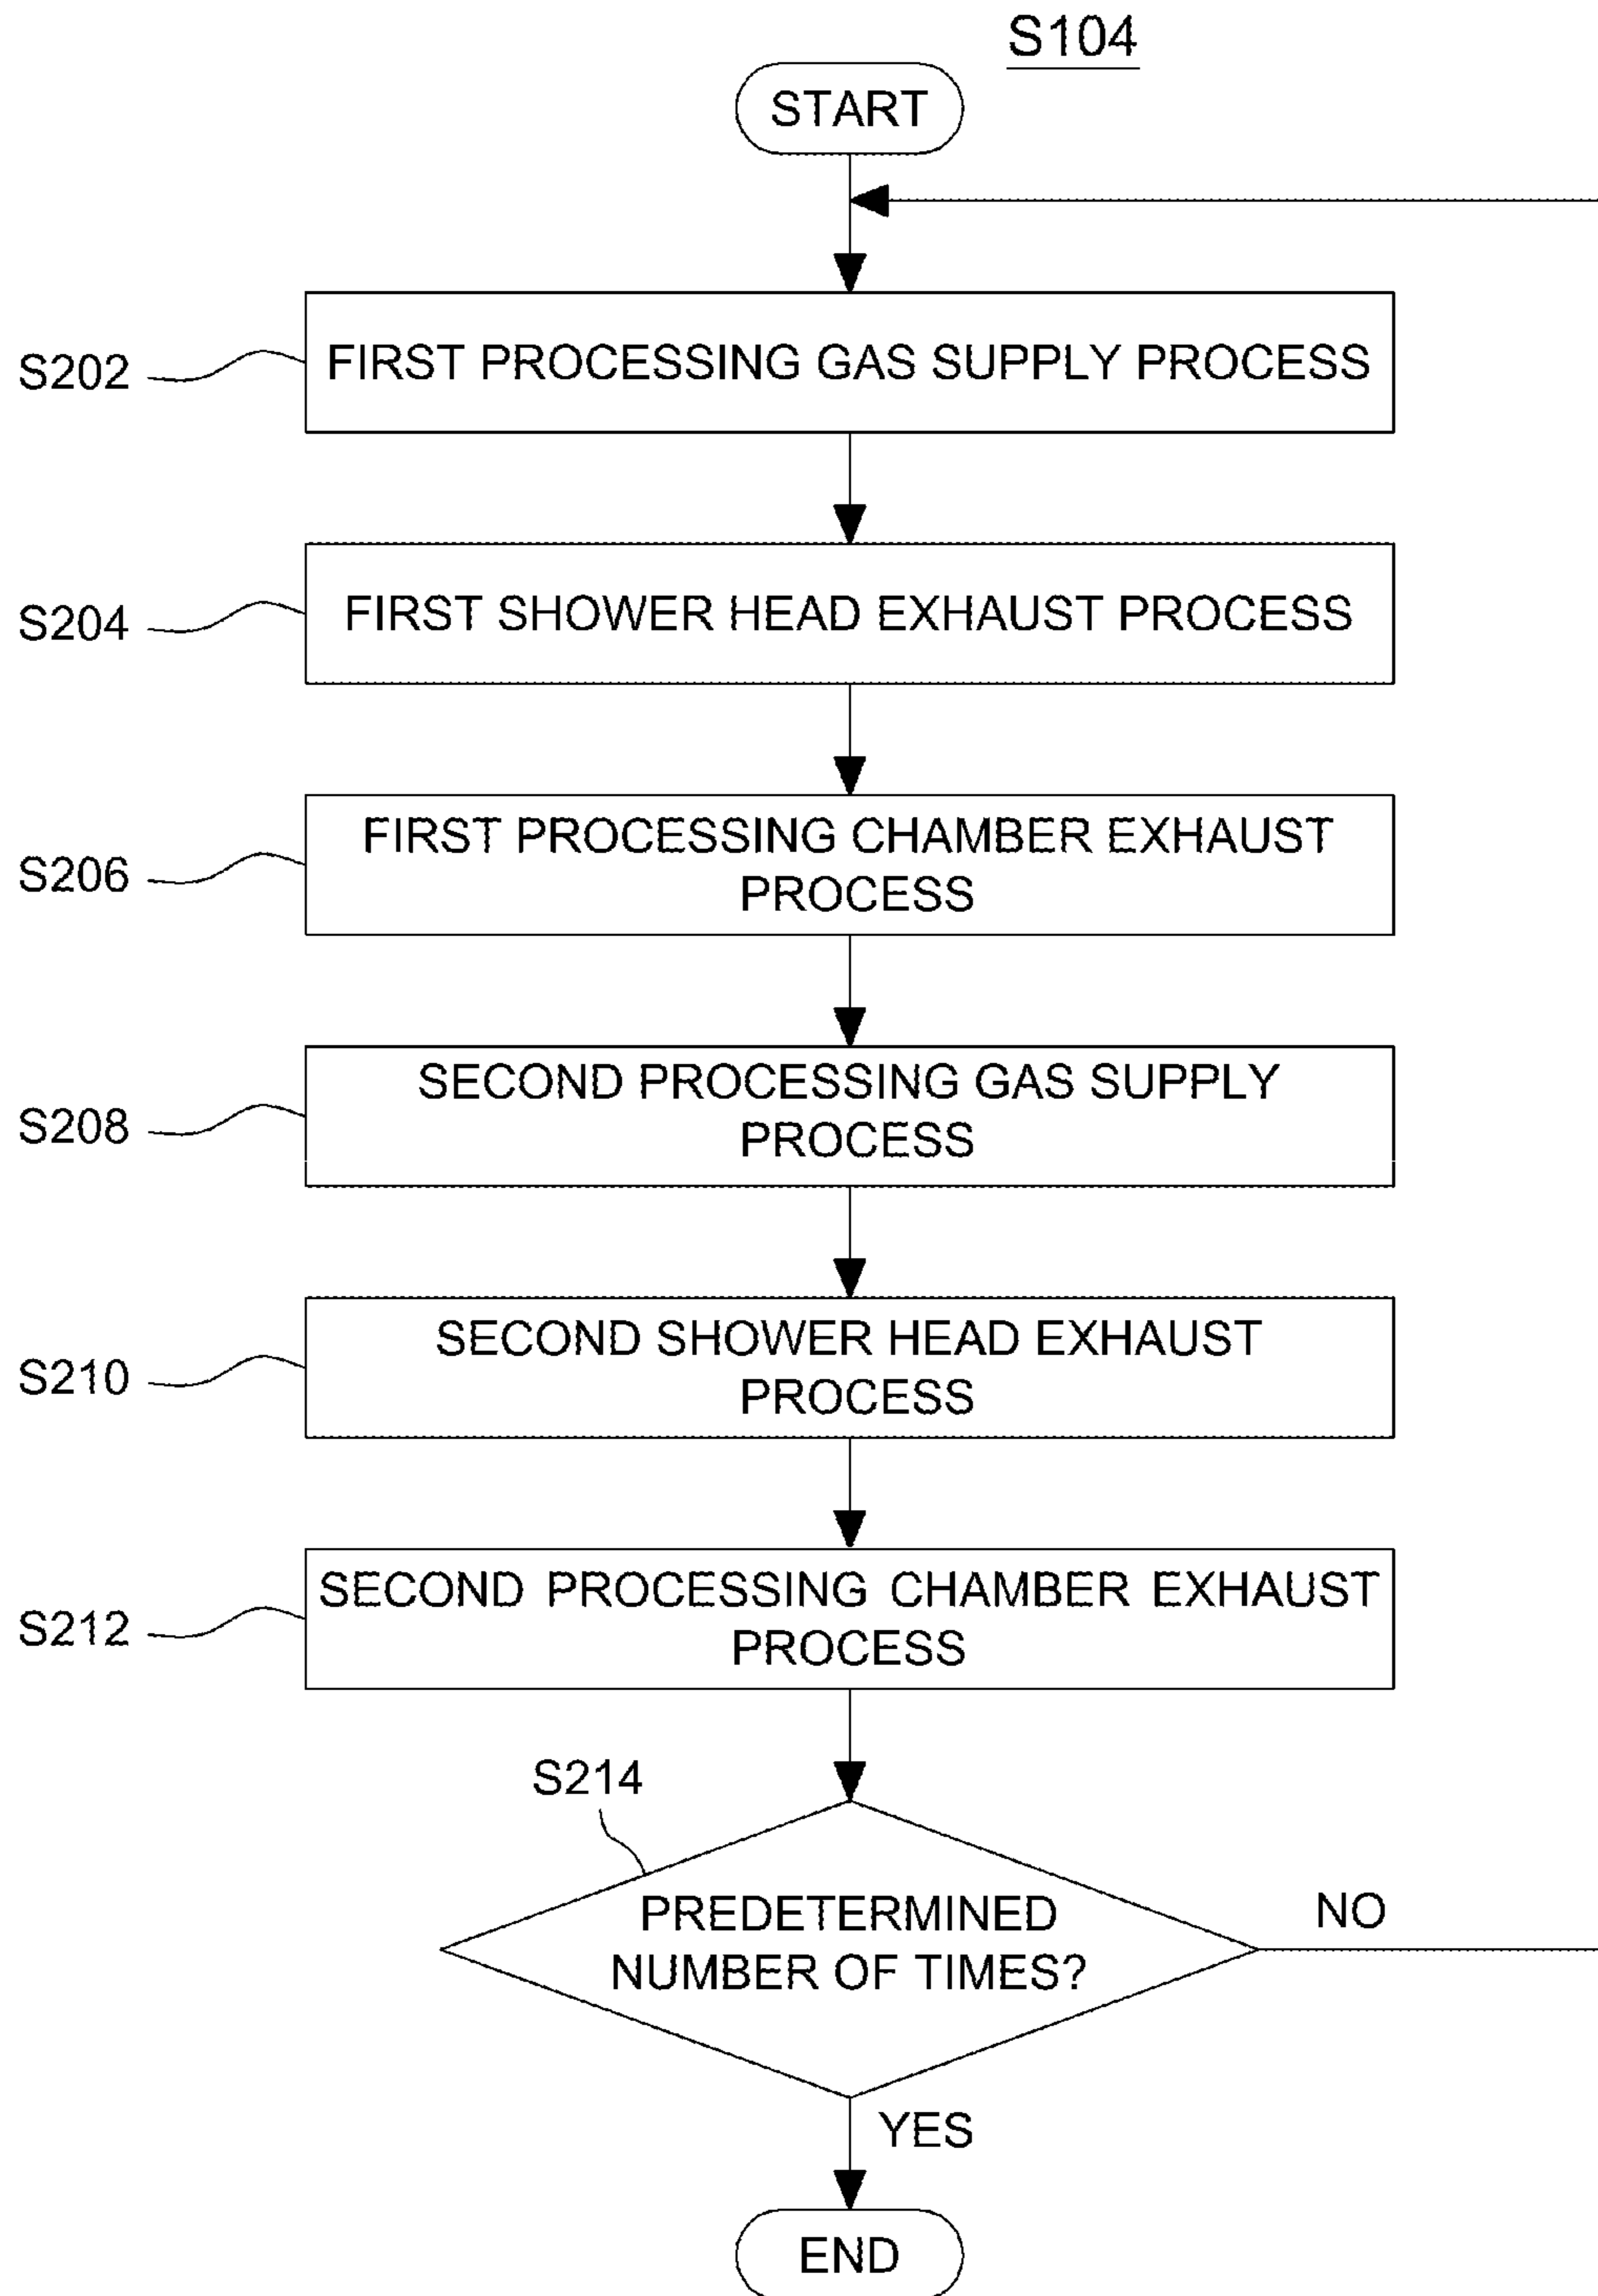 S104
START
S202
FIRST PROCESSING GAS SUPPLY PROCESS
S204
FIRST SHOWER HEAD EXHAUST PROCESS
S206
FIRST PROCESSING CHAMBER EXHAUST
PROCESS
S208
SECOND PROCESSING GAS SUPPLY
PROCESS
S210
SECOND SHOWER HEAD EXHAUST
PROCESS
S212
SECOND PROCESSING CHAMBER EXHAUST
PROCESS
S214
PREDETERMINED
NUMBER OF TIMES?
NO
YES
END